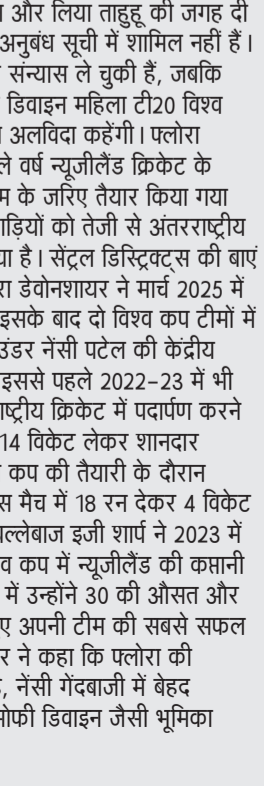 और लिया ताहुहू की जगह दी
अनुबंध सूची में शामिल नहीं हैं।
संन्यास ले चुकी हैं, जबकि
डिवाइन महिला टी20 विश्व
अलविदा कहेंगी। फ्लोरा
वर्ष न्यूजीलैंड क्रिकेट के
के जरिए तैयार किया गया
को तेजी से अंतरराष्ट्रीय
है। सेंट्रल डिस्ट्रिक्ट्स की बाएं
डेवोनशायर ने मार्च 2025 में
इसके बाद दो विश्व कप टीमों में
नेंसी पटेल की केंद्रीय
इससे पहले 2022-23 में भी
क्रिकेट में पदार्पण करने
14 विकेट लेकर शानदार
कप की तैयारी के दौरान
मैच में 18 रन देकर 4 विकेट
इजी शार्प ने 2023 में
कप में न्यूजीलैंड की कप्तानी
में उन्होंने 30 की औसत और
अपनी टीम की सबसे सफल
ने कहा कि फ्लोरा की
नेंसी गेंदबाजी में बेहद
सोफी डिवाइन जैसी भूमिका